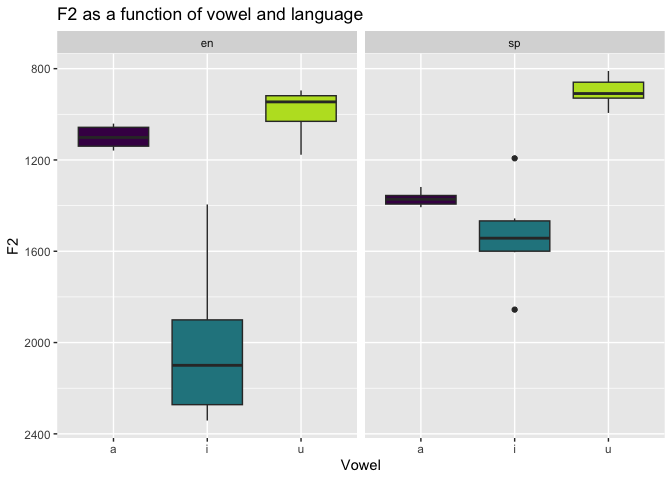 F2 as a function of vowel and language
en sp
800
1200
1600
2000
2400
F2
a i u a i u
Vowel